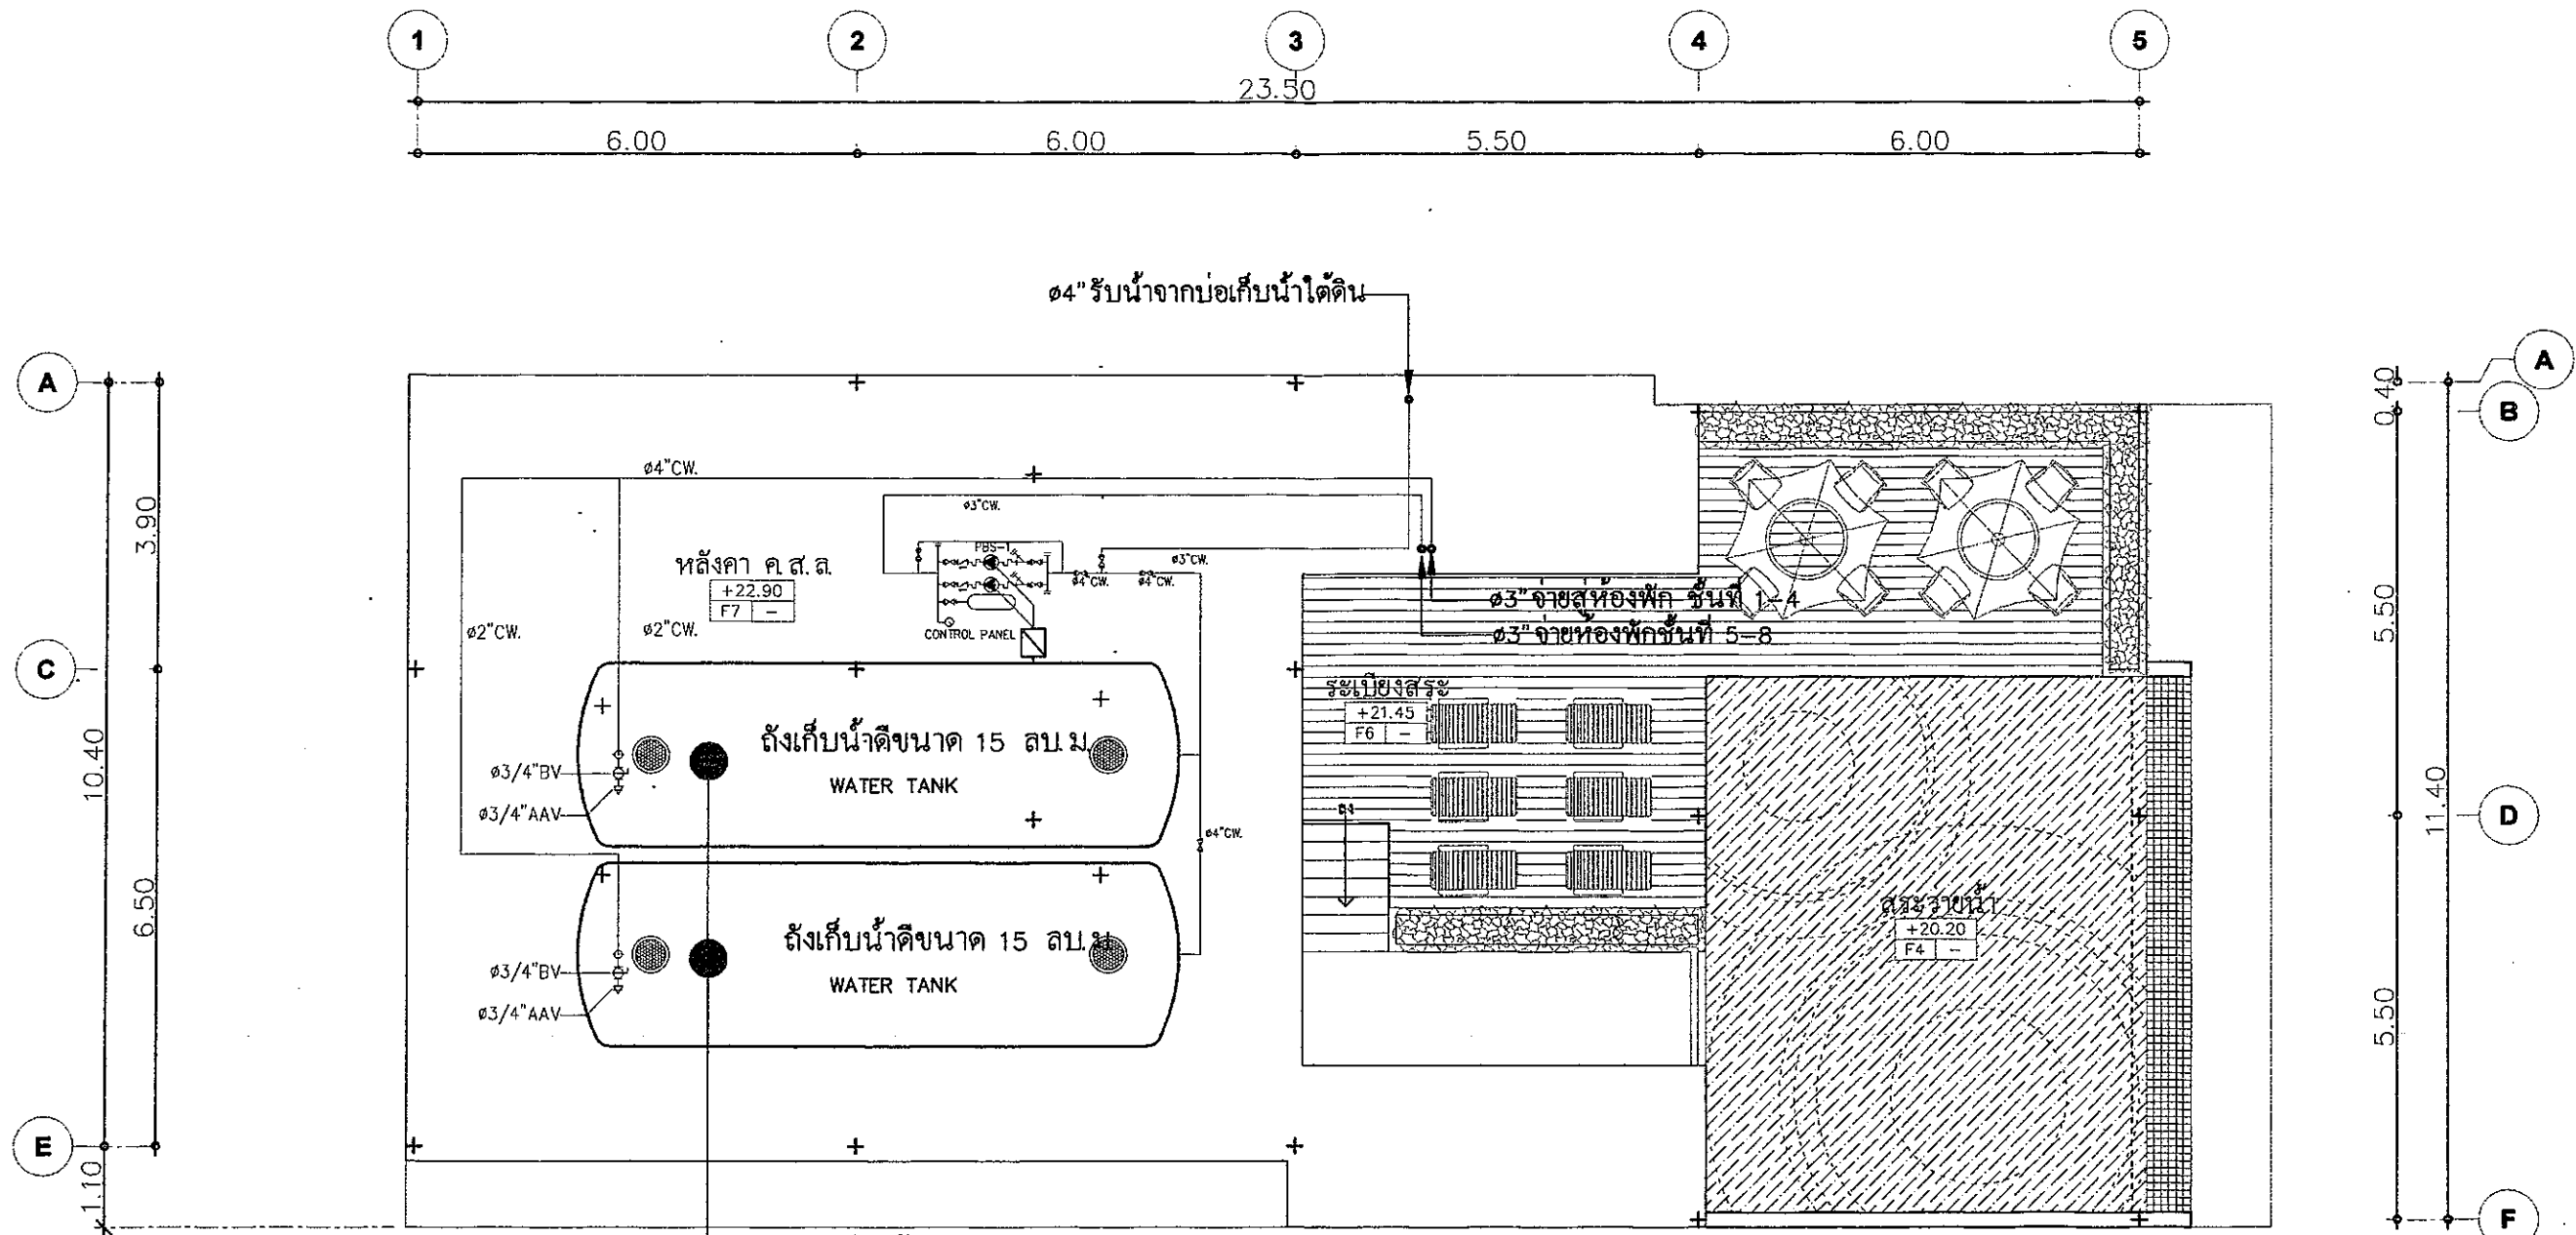 1 2 3 4 5
23.50
6.00 6.00 5.50 6.00
ø4"รับน้ำจากบ่อเก็บน้ำใต้ดิน
A
A
B
0.40
ø4"CW.
ø3"CW.
3.90
PBS-1
ø3"CW.
หลังคา ค.ส.ล.
+22.90
F7 -
ø4"CW. ø4"CW.
ø3"จ่ายสู่ห้องพัก ชั้นที่ 1-4
ø2"CW. ø2"CW.
CONTROL PANEL
ø3"จ่ายห้องพักชั้นที่ 5-8
5.50
C
ระเบียงสระ
+21.45
F6 -
ถังเก็บน้ำดีขนาด 15 ลบ.ม.
WATER TANK
10.40
ø3/4"BV
ø3/4"AAV
11.40
D
ลง
ø4"CW.
6.50
สระว่ายน้ำ
+20.20
F4 -
ถังเก็บน้ำดีขนาด 15 ลบ.ม.
WATER TANK
ø3/4"BV
ø3/4"AAV
5.50
E
1.10
F